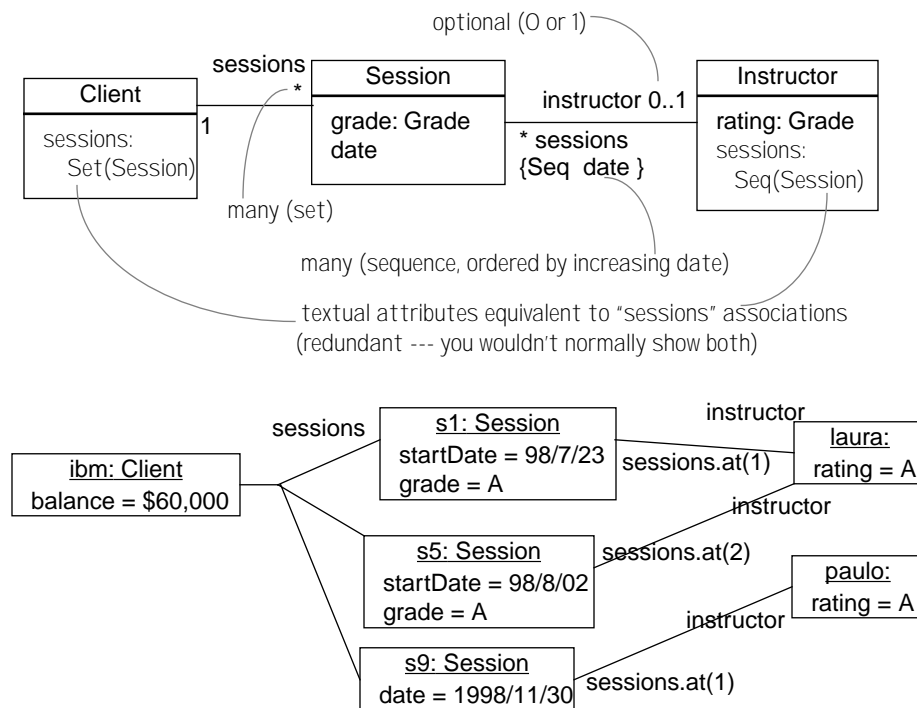 optional (0 or 1)
Client
sessions:
Set(Session)
sessions
*
1
Session
grade: Grade
date
instructor 0..1
* sessions
{Seq date }
Instructor
rating: Grade
sessions:
Seq(Session)
many (set)
many (sequence, ordered by increasing date)
textual attributes equivalent to “sessions” associations
(redundant --- you wouldn't normally show both)
ibm: Client
balance = $60,000
sessions
s1: Session
startDate = 98/7/23
grade = A
instructor
sessions.at(1)
laura:
rating = A
instructor
s5: Session
startDate = 98/8/02
grade = A
sessions.at(2)
paulo:
rating = A
instructor
s9: Session
date = 1998/11/30
sessions.at(1)